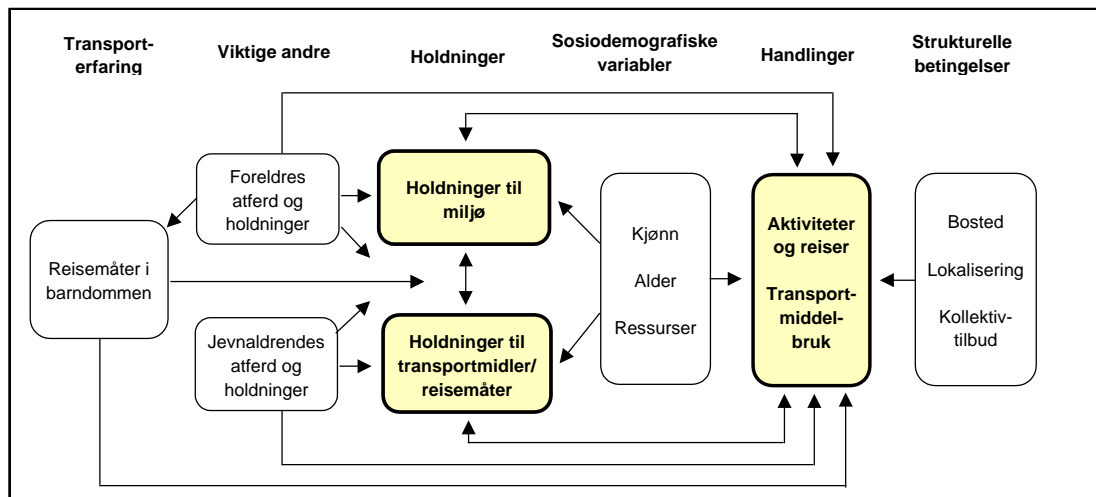 Transport-
erfaring
Viktige andre
Holdninger
Sosiodemografiske
variabler
Handlinger
Strukturelle
betingelser
Foreldres
atferd og
holdninger
Holdninger til
miljø
Reisemåter i
barndommen
Kjønn
Alder
Ressurser
Aktiviteter
og reiser
Transport-
middel-
bruk
Bosted
Lokalisering
Kollektiv-
tilbud
Jevnaldrendes
atferd og
holdninger
Holdninger til
transportmidler/
reisemåter